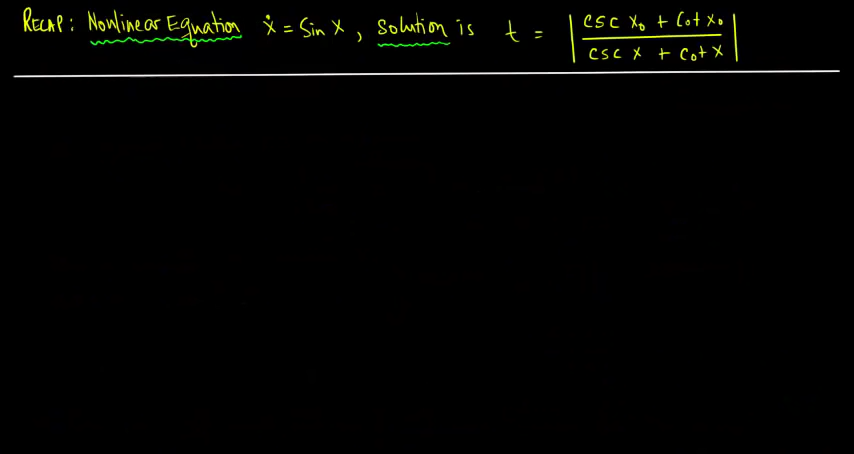 RECAP: Nonlinear Equation ẋ = Sin X, Solution is t = | (csc X₀ + Cot X₀) / (csc X + Cot X) |